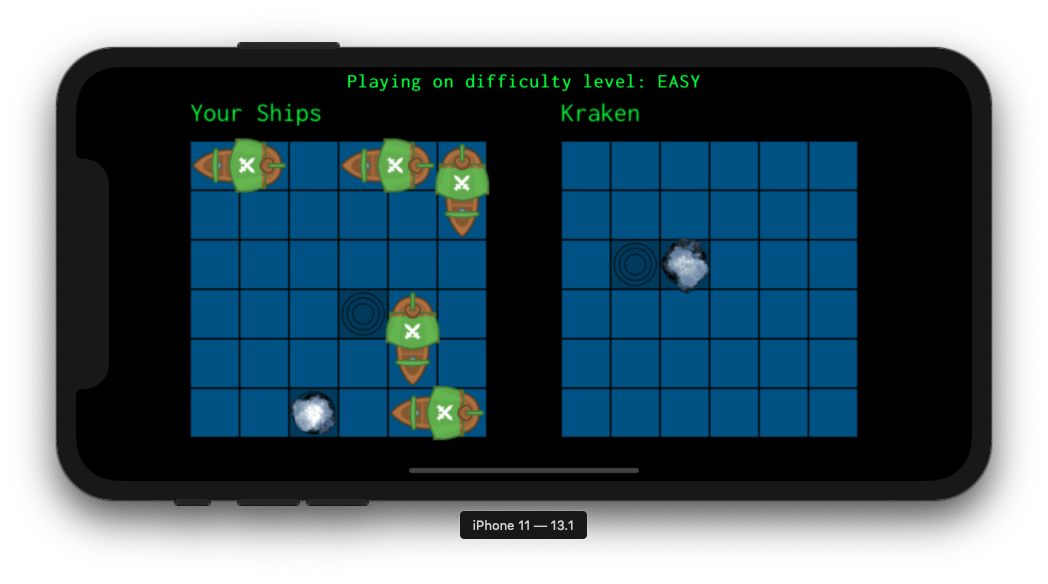 Playing on difficulty level: EASY
Your Ships
Kraken
iPhone 11 — 13.1